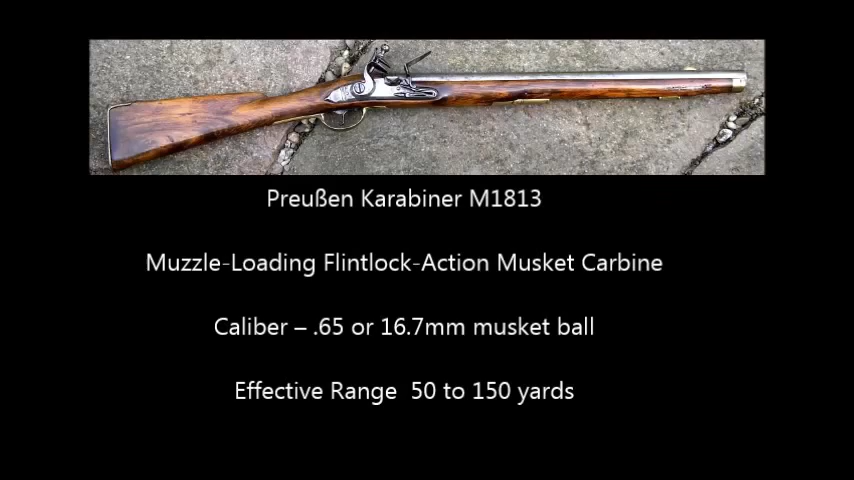 Preußen Karabiner M1813
Muzzle-Loading Flintlock-Action Musket Carbine
Caliber – .65 or 16.7mm musket ball
Effective Range  50 to 150 yards